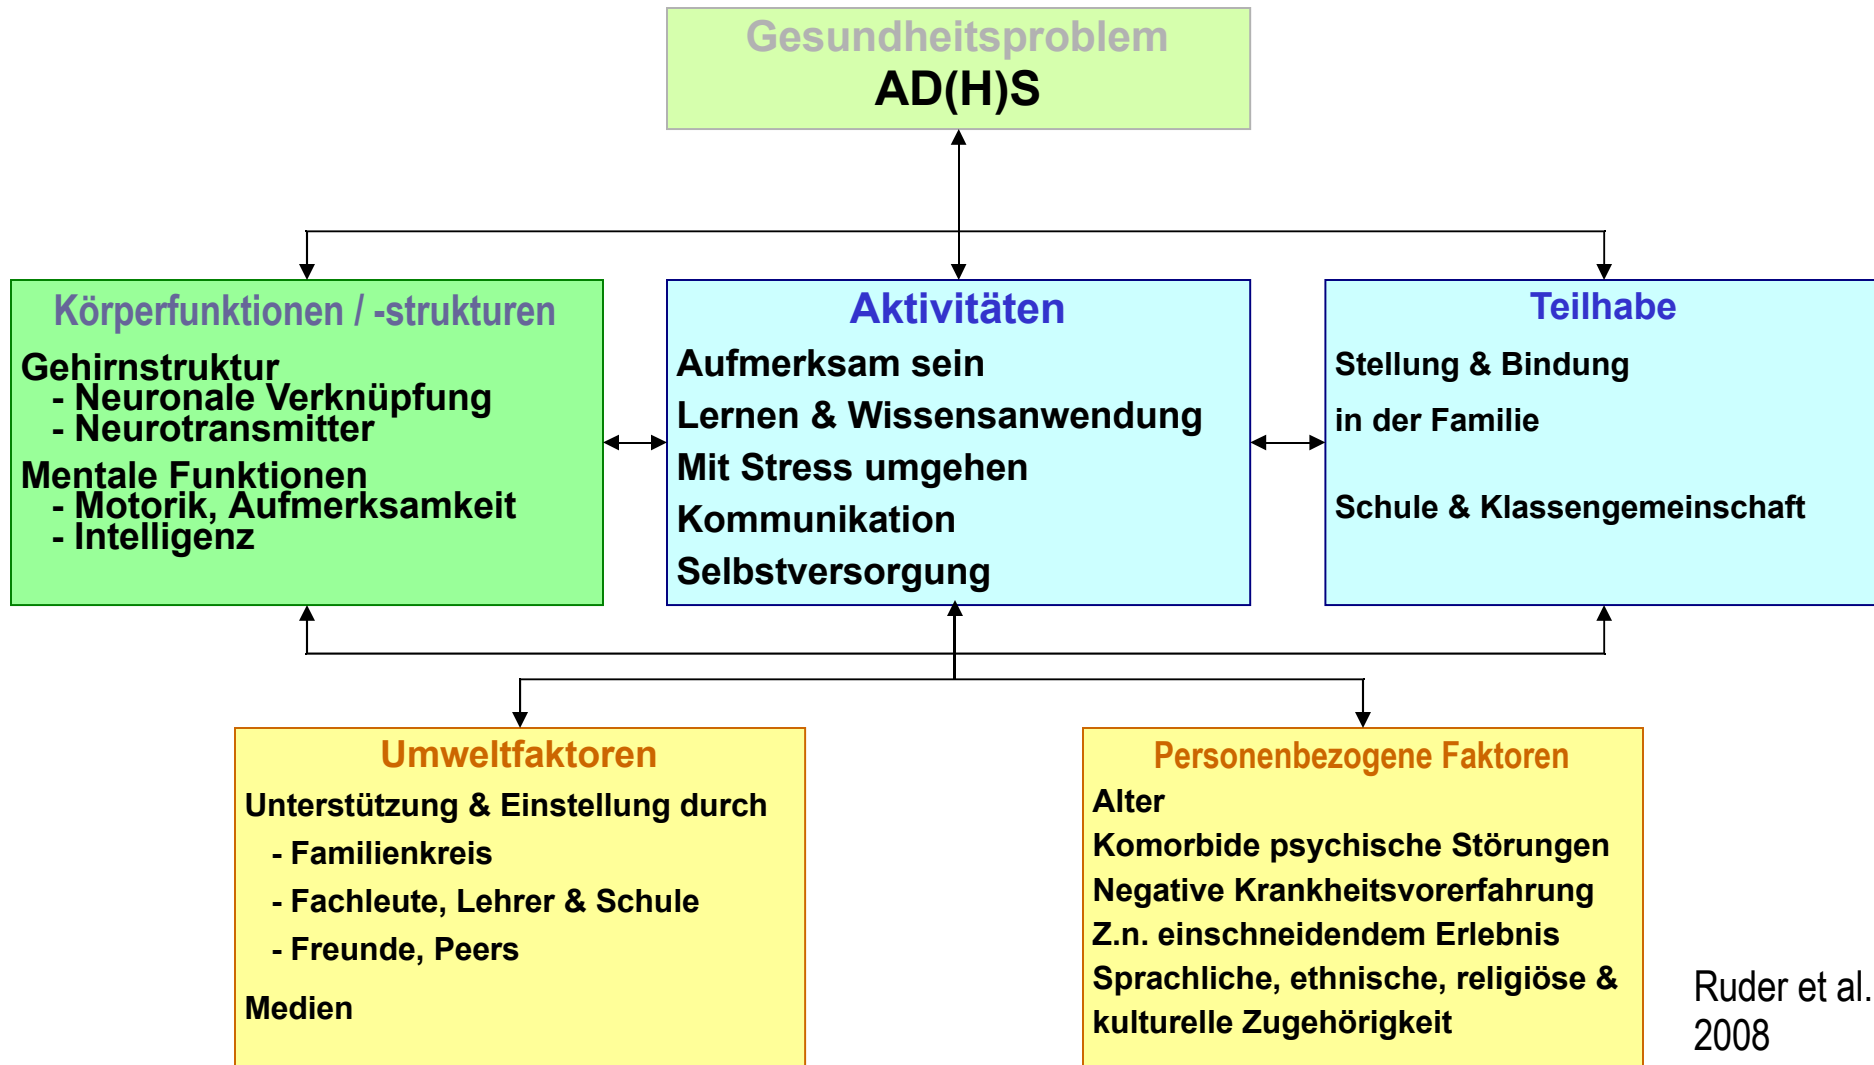 Gesundheitsproblem
AD(H)S
Körperfunktionen / -strukturen
Gehirnstruktur
- Neuronale Verknüpfung
- Neurotransmitter
Mentale Funktionen
- Motorik, Aufmerksamkeit
- Intelligenz
Aktivitäten
Aufmerksam sein
Lernen & Wissensanwendung
Mit Stress umgehen
Kommunikation
Selbstversorgung
Teilhabe
Stellung & Bindung
in der Familie
Schule & Klassengemeinschaft
Umweltfaktoren
Unterstützung & Einstellung durch
- Familienkreis
- Fachleute, Lehrer & Schule
- Freunde, Peers
Medien
Personenbezogene Faktoren
Alter
Komorbide psychische Störungen
Negative Krankheitsvorerfahrung
Z.n. einschneidendem Erlebnis
Sprachliche, ethnische, religiöse &
kulturelle Zugehörigkeit
Ruder et al.
2008